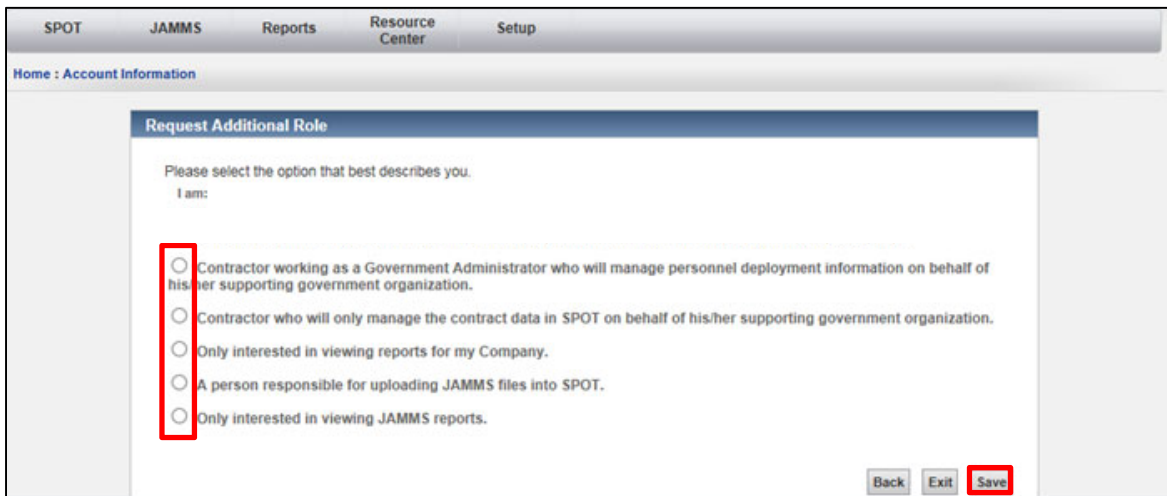 SPOT JAMMS Reports Resource Center Setup
Home : Account Information
Request Additional Role
Please select the option that best describes you.
I am:
Contractor working as a Government Administrator who will manage personnel deployment information on behalf of
his/her supporting government organization.
Contractor who will only manage the contract data in SPOT on behalf of his/her supporting government organization.
Only interested in viewing reports for my Company.
A person responsible for uploading JAMMS files into SPOT.
Only interested in viewing JAMMS reports.
Back Exit Save